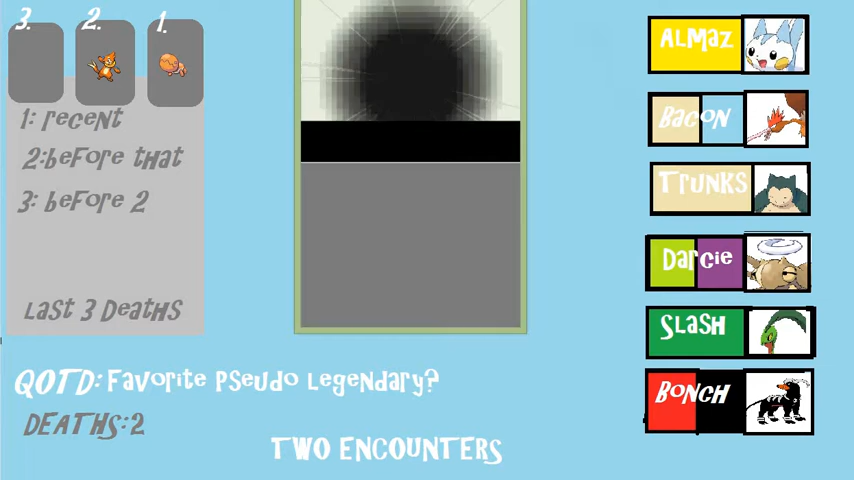 3.
2.
1.
1: recent
2:before that
3: before 2
Last 3 Deaths
QOTD: Favorite Pseudo Legendary?
DEATHS:2
TWO ENCOUNTERS
Almaz
Bacon
Trunks
Darcie
Slash
Bonch